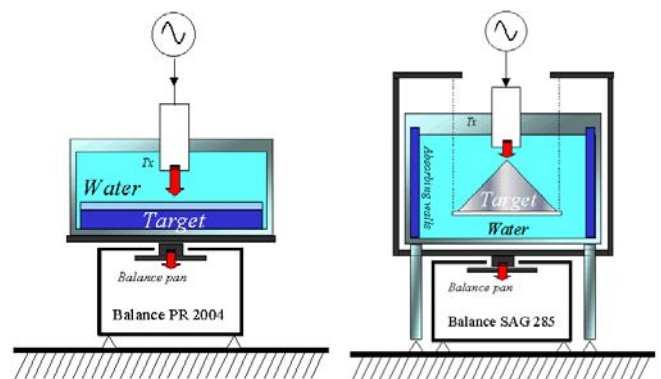 Tx
Water
Target
Balance pan
Balance PR 2004
Tx
Absorbing walls
Target
Water
Balance pan
Balance SAG 285